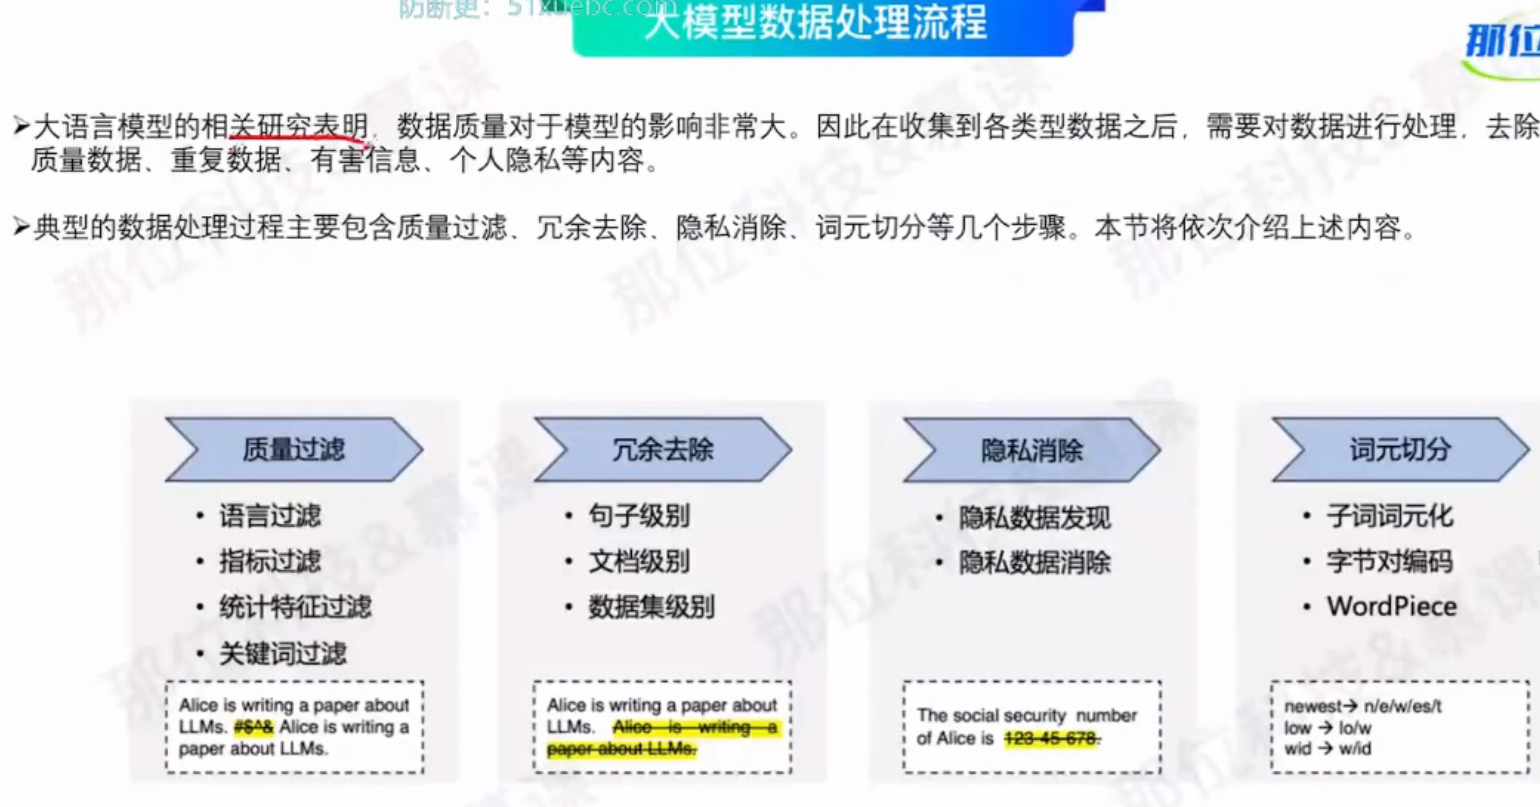 防断更：51xuebc.com
大模型数据处理流程
那位
➢大语言模型的相关研究表明，数据质量对于模型的影响非常大。因此在收集到各类型数据之后，需要对数据进行处理，去除
质量数据、重复数据、有害信息、个人隐私等内容。
➢典型的数据处理过程主要包含质量过滤、冗余去除、隐私消除、词元切分等几个步骤。本节将依次介绍上述内容。
质量过滤
• 语言过滤
• 指标过滤
• 统计特征过滤
• 关键词过滤
Alice is writing a paper about
LLMs. #$^& Alice is writing a
paper about LLMs.
冗余去除
• 句子级别
• 文档级别
• 数据集级别
Alice is writing a paper about
LLMs. Alice is writing a
paper about LLMs.
隐私消除
• 隐私数据发现
• 隐私数据消除
The social security number
of Alice is 123-45-678.
词元切分
• 子词词元化
• 字节对编码
• WordPiece
newest→ n/e/w/es/t
low → lo/w
wid → w/id
那位科技&慕课